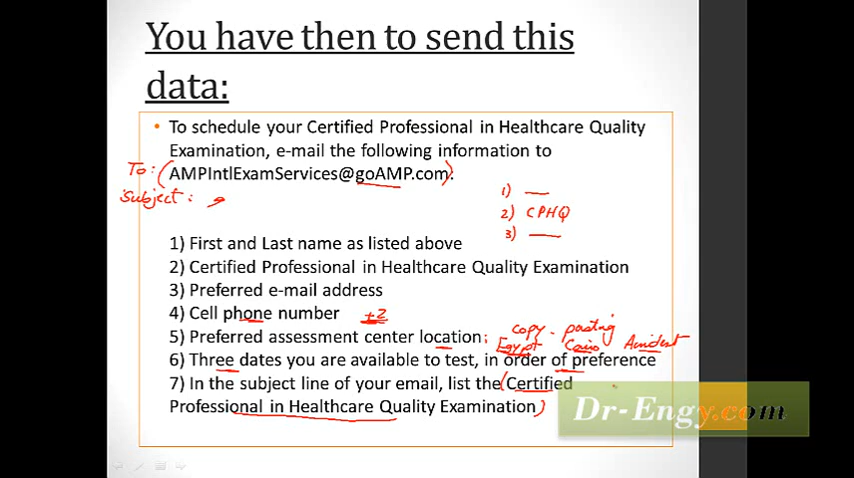 You have then to send this
data:
• To schedule your Certified Professional in Healthcare Quality
Examination, e-mail the following information to
To: (AMPIntlExamServices@goAMP.com).
Subject:
1)
2) CPHQ
3)
1) First and Last name as listed above
2) Certified Professional in Healthcare Quality Examination
3) Preferred e-mail address
4) Cell phone number +2
copy - pasting
5) Preferred assessment center location:
Egypt Cairo Amideast
6) Three dates you are available to test, in order of preference
7) In the subject line of your email, list the (Certified
Professional in Healthcare Quality Examination)
Dr-Engy.com